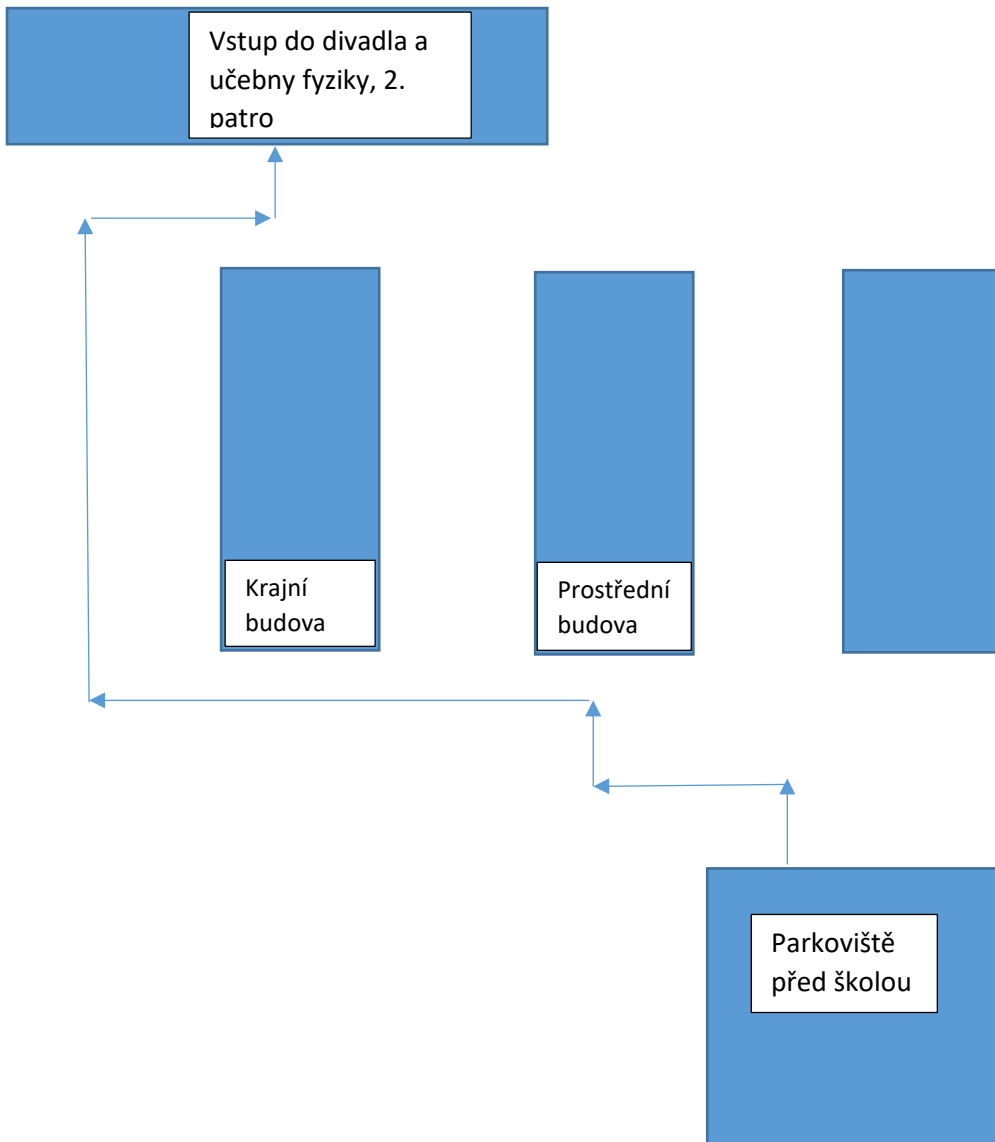 Vstup do divadla a
učebny fyziky, 2.
patro
Krajní
budova
Prostřední
budova
Parkoviště
před školou